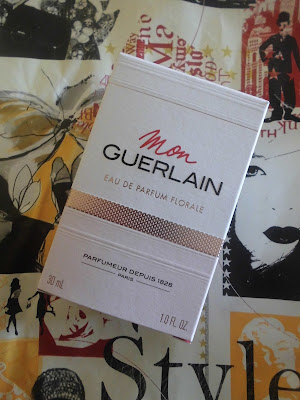 Mon
GUERLAIN
EAU DE PARFUM FLORALE
PARFUMEUR DEPUIS 1828
PARIS
30 ml
1.0 FL OZ
Style